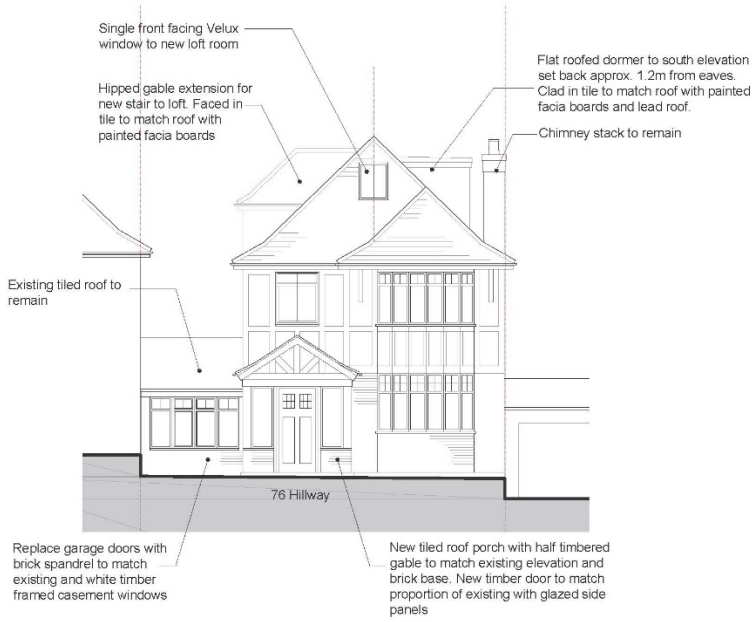 Single front facing Velux
window to new loft room
Flat roofed dormer to south elevation
set back approx. 1.2m from eaves.
Clad in tile to match roof with painted
facia boards and lead roof.
Hipped gable extension for
new stair to loft. Faced in
tile to match roof with
painted facia boards
Chimney stack to remain
Existing tiled roof to
remain
76 Hillway
Replace garage doors with
brick spandrel to match
existing and white timber
framed casement windows
New tiled roof porch with half timbered
gable to match existing elevation and
brick base. New timber door to match
proportion of existing with glazed side
panels